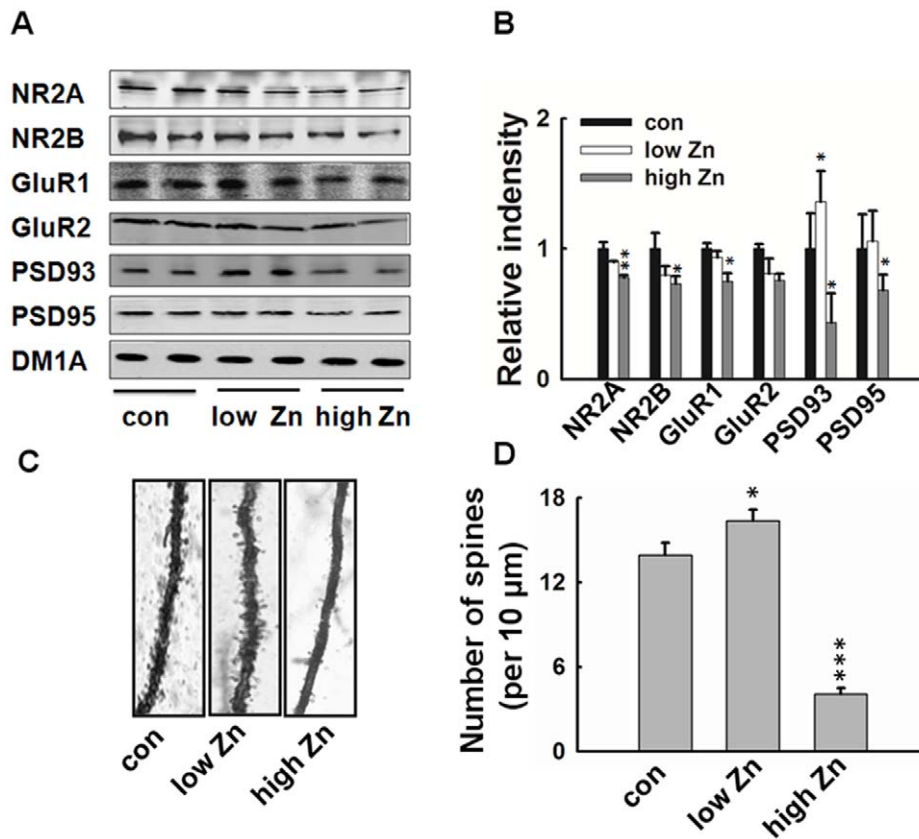 A
NR2A
NR2B
GluR1
GluR2
PSD93
PSD95
DM1A
con low Zn high Zn
B
Relative indensity
2
1
0
con
low Zn
high Zn
**
*
*
*
*
*
NR2A NR2B GluR1 GluR2 PSD93 PSD95
C
con low Zn high Zn
D
Number of spines
(per 10 µm)
18
12
6
0
*
***
con low Zn high Zn